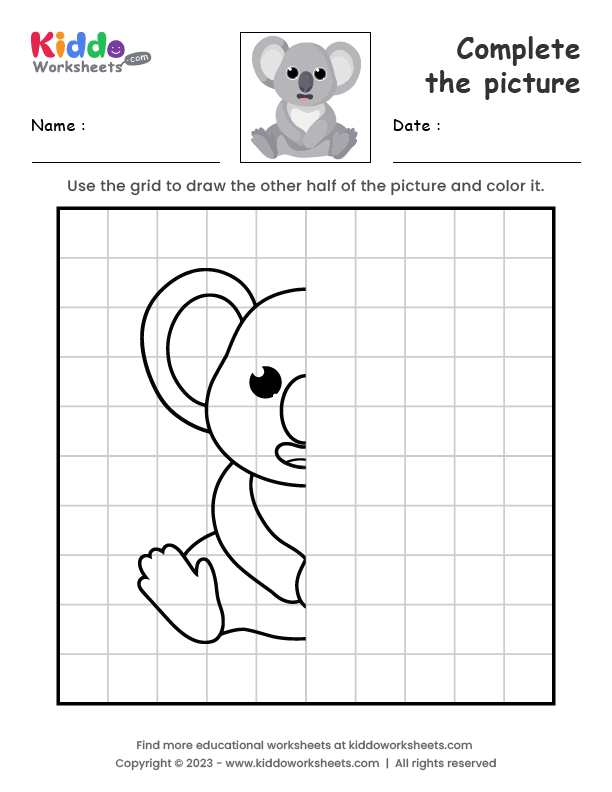 Kiddo
Worksheets .com
Complete
the picture
Name :
Date :
Use the grid to draw the other half of the picture and color it.
Find more educational worksheets at kiddoworksheets.com
Copyright © 2023 - www.kiddoworksheets.com | All rights reserved